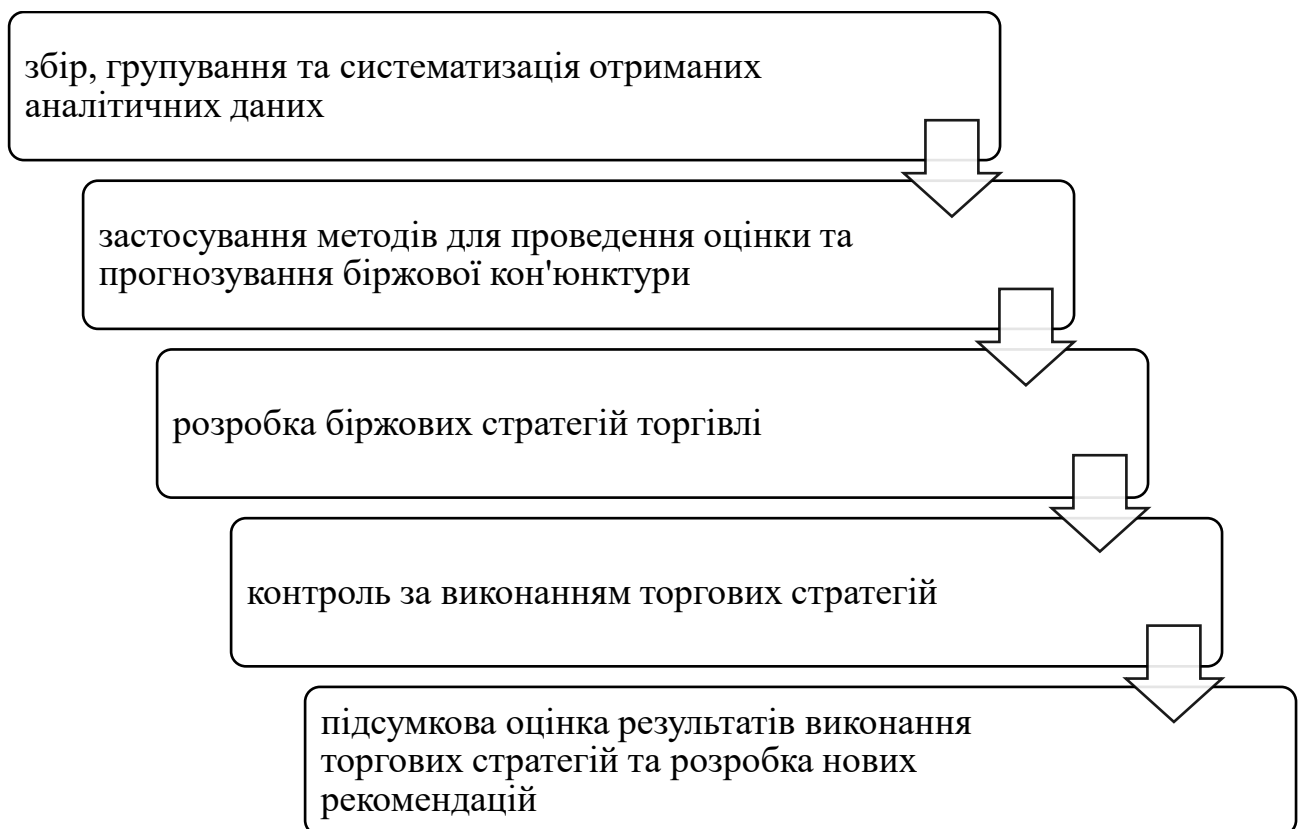 збір, групування та систематизація отриманих
аналітичних даних
застосування методів для проведення оцінки та
прогнозування біржової кон'юнктури
розробка біржових стратегій торгівлі
контроль за виконанням торгових стратегій
підсумкова оцінка результатів виконання
торгових стратегій та розробка нових
рекомендацій